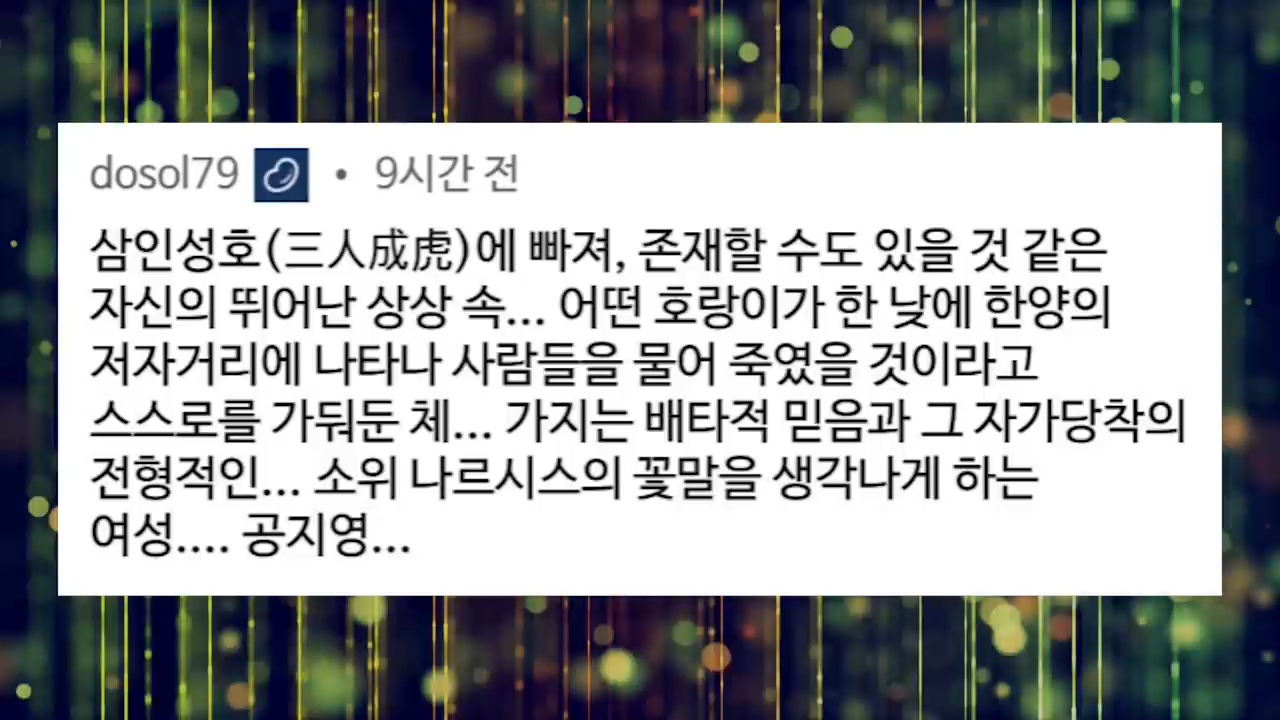 dosol79 • 9시간 전
삼인성호(三人成虎)에 빠져, 존재할 수도 있을 것 같은
자신의 뛰어난 상상 속... 어떤 호랑이가 한 낮에 한양의
저자거리에 나타나 사람들을 물어 죽였을 것이라고
스스로를 가둬둔 체... 가지는 배타적 믿음과 그 자가당착의
전형적인... 소위 나르시스의 꽃말을 생각나게 하는
여성.... 공지영...